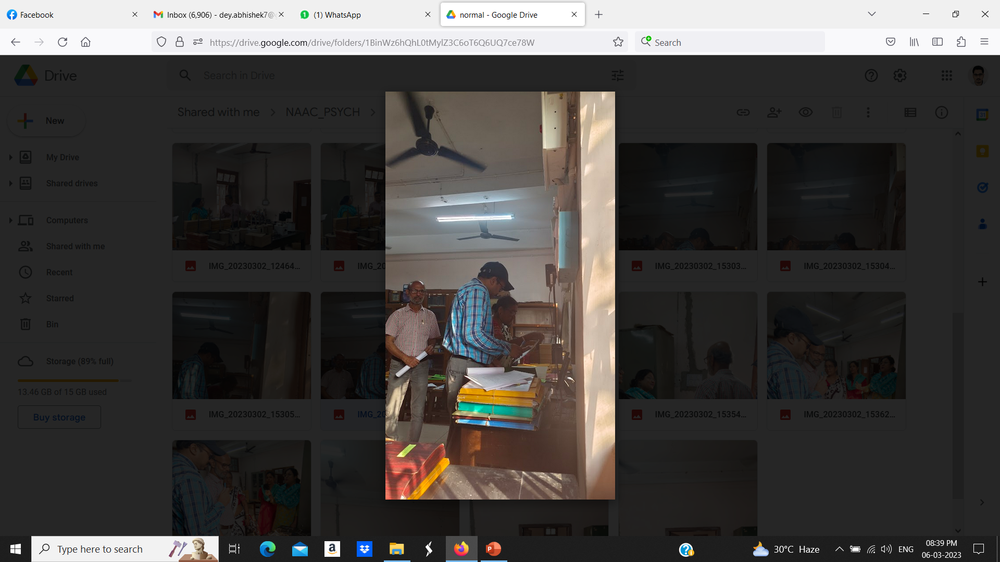 Facebook
Inbox (6,906) - dey.abhishek7@
(1) WhatsApp
normal - Google Drive
https://drive.google.com/drive/folders/1BinWz6hQhL0tMylZ3C6oT6Q6UQ7ce78W
Search
Drive
Search in Drive
New
Shared with me
NAAC_PSYCH
My Drive
Shared drives
Computers
Shared with me
Recent
Starred
Bin
Storage (89% full)
13.46 GB of 15 GB used
Buy storage
31
IMG_20230302_12464...
IMG_20
IMG_20230302_15303...
IMG_20230302_15304...
IMG_20230302_15305...
IMG_20
IMG_20230302_15354...
IMG_20230302_15362...
Type here to search
30°C Haze
ENG
08:39 PM
06-03-2023